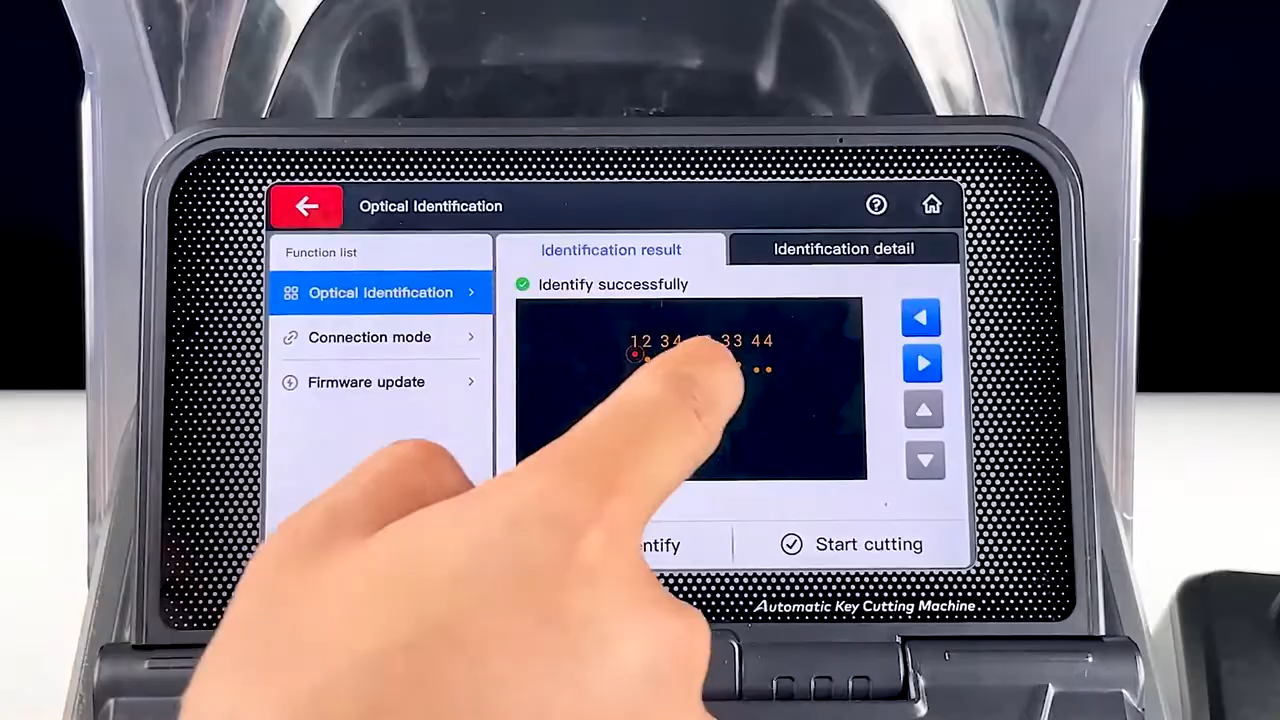 Optical Identification
Function list
Optical Identification
Connection mode
Firmware update
Identification result
Identification detail
Identify successfully
12 34 33 44
Start cutting
Automatic Key Cutting Machine